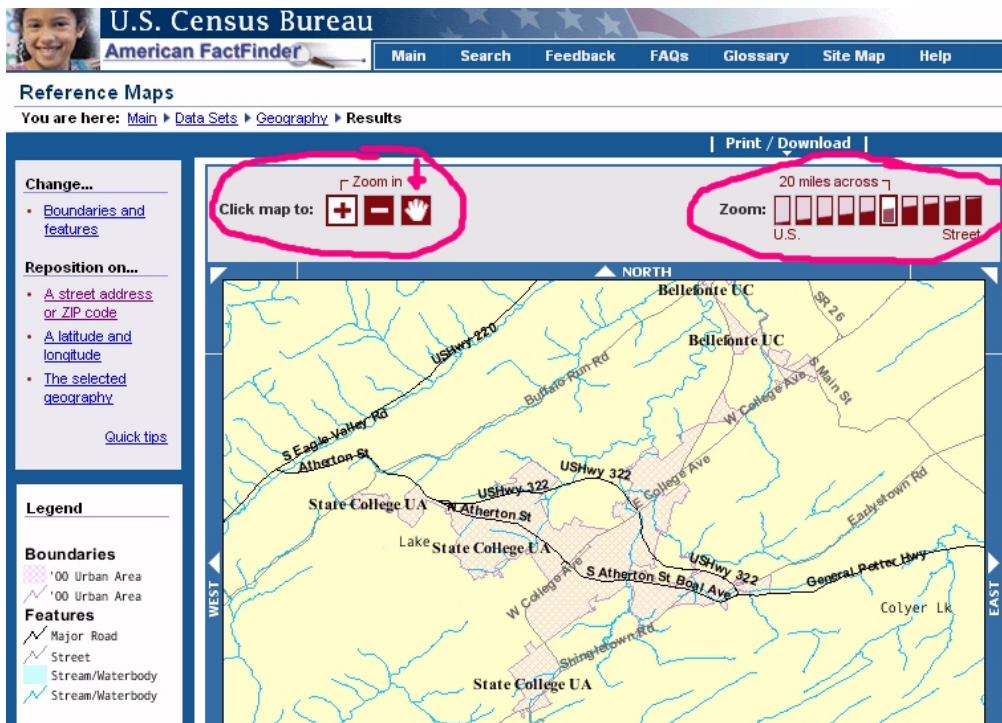 U.S. Census Bureau
American FactFinder
Main Search Feedback FAQs Glossary Site Map Help
Reference Maps
You are here: Main Data Sets Geography Results
| Print / Download |
Change...
Boundaries and
features
Reposition on...
A street address
or ZIP code
A latitude and
longitude
The selected
geography
Quick tips
Legend
Boundaries
'00 Urban Area
'00 Urban Area
Features
Major Road
Street
Stream/Waterbody
Stream/Waterbody
Zoom in
Click map to:
20 miles across
Zoom:
U.S. Street
NORTH
WEST
EAST
Bellefonte UC
SR 26
USHwy 220
Bellefonte UC
Buffalo Run Rd
S Main St
W College Ave
S Eagle Valley Rd
Atherton St
USHwy 322
E College Ave
USHwy 322
Earlystown Rd
State College UA
N Atherton St
Lake
State College UA
USHwy 322
S Atherton St Boal Ave
General Potter Hwy
W College Ave
Colyer Lk
Shingletown Rd
State College UA